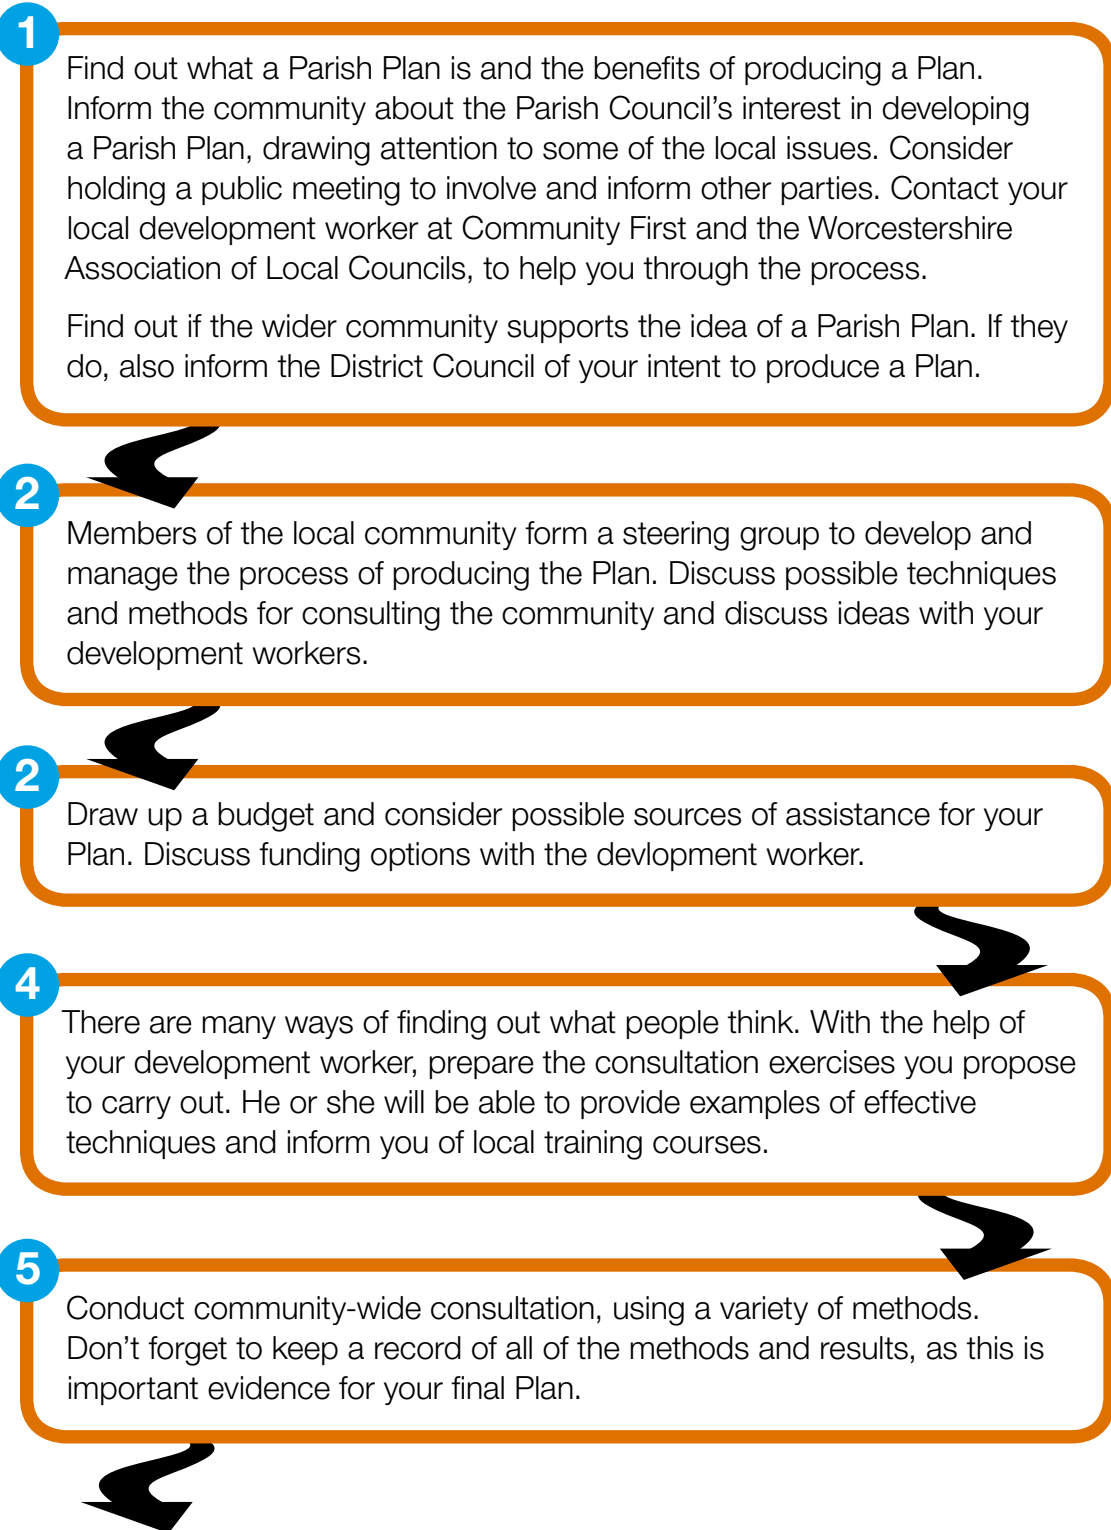 1
Find out what a Parish Plan is and the benefits of producing a Plan.
Inform the community about the Parish Council's interest in developing
a Parish Plan, drawing attention to some of the local issues. Consider
holding a public meeting to involve and inform other parties. Contact your
local development worker at Community First and the Worcestershire
Association of Local Councils, to help you through the process.
Find out if the wider community supports the idea of a Parish Plan. If they
do, also inform the District Council of your intent to produce a Plan.
2
Members of the local community form a steering group to develop and
manage the process of producing the Plan. Discuss possible techniques
and methods for consulting the community and discuss ideas with your
development workers.
2
Draw up a budget and consider possible sources of assistance for your
Plan. Discuss funding options with the devlopment worker.
4
There are many ways of finding out what people think. With the help of
your development worker, prepare the consultation exercises you propose
to carry out. He or she will be able to provide examples of effective
techniques and inform you of local training courses.
5
Conduct community-wide consultation, using a variety of methods.
Don't forget to keep a record of all of the methods and results, as this is
important evidence for your final Plan.